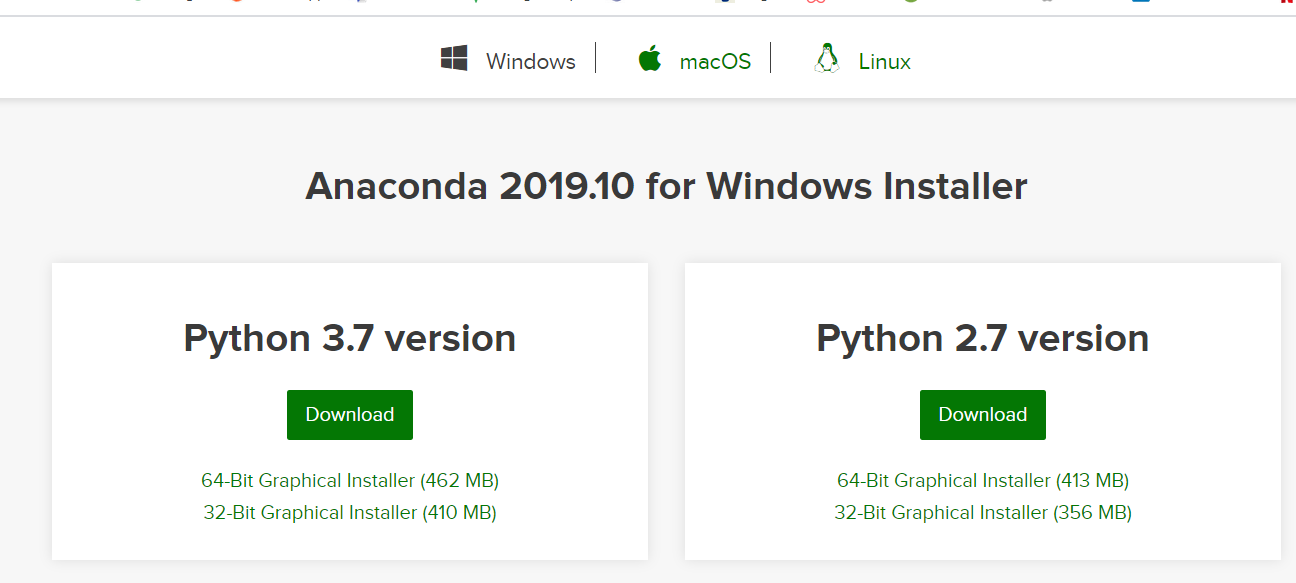 Windows
macOS
Linux
Anaconda 2019.10 for Windows Installer
Python 3.7 version
Download
64-Bit Graphical Installer (462 MB)
32-Bit Graphical Installer (410 MB)
Python 2.7 version
Download
64-Bit Graphical Installer (413 MB)
32-Bit Graphical Installer (356 MB)